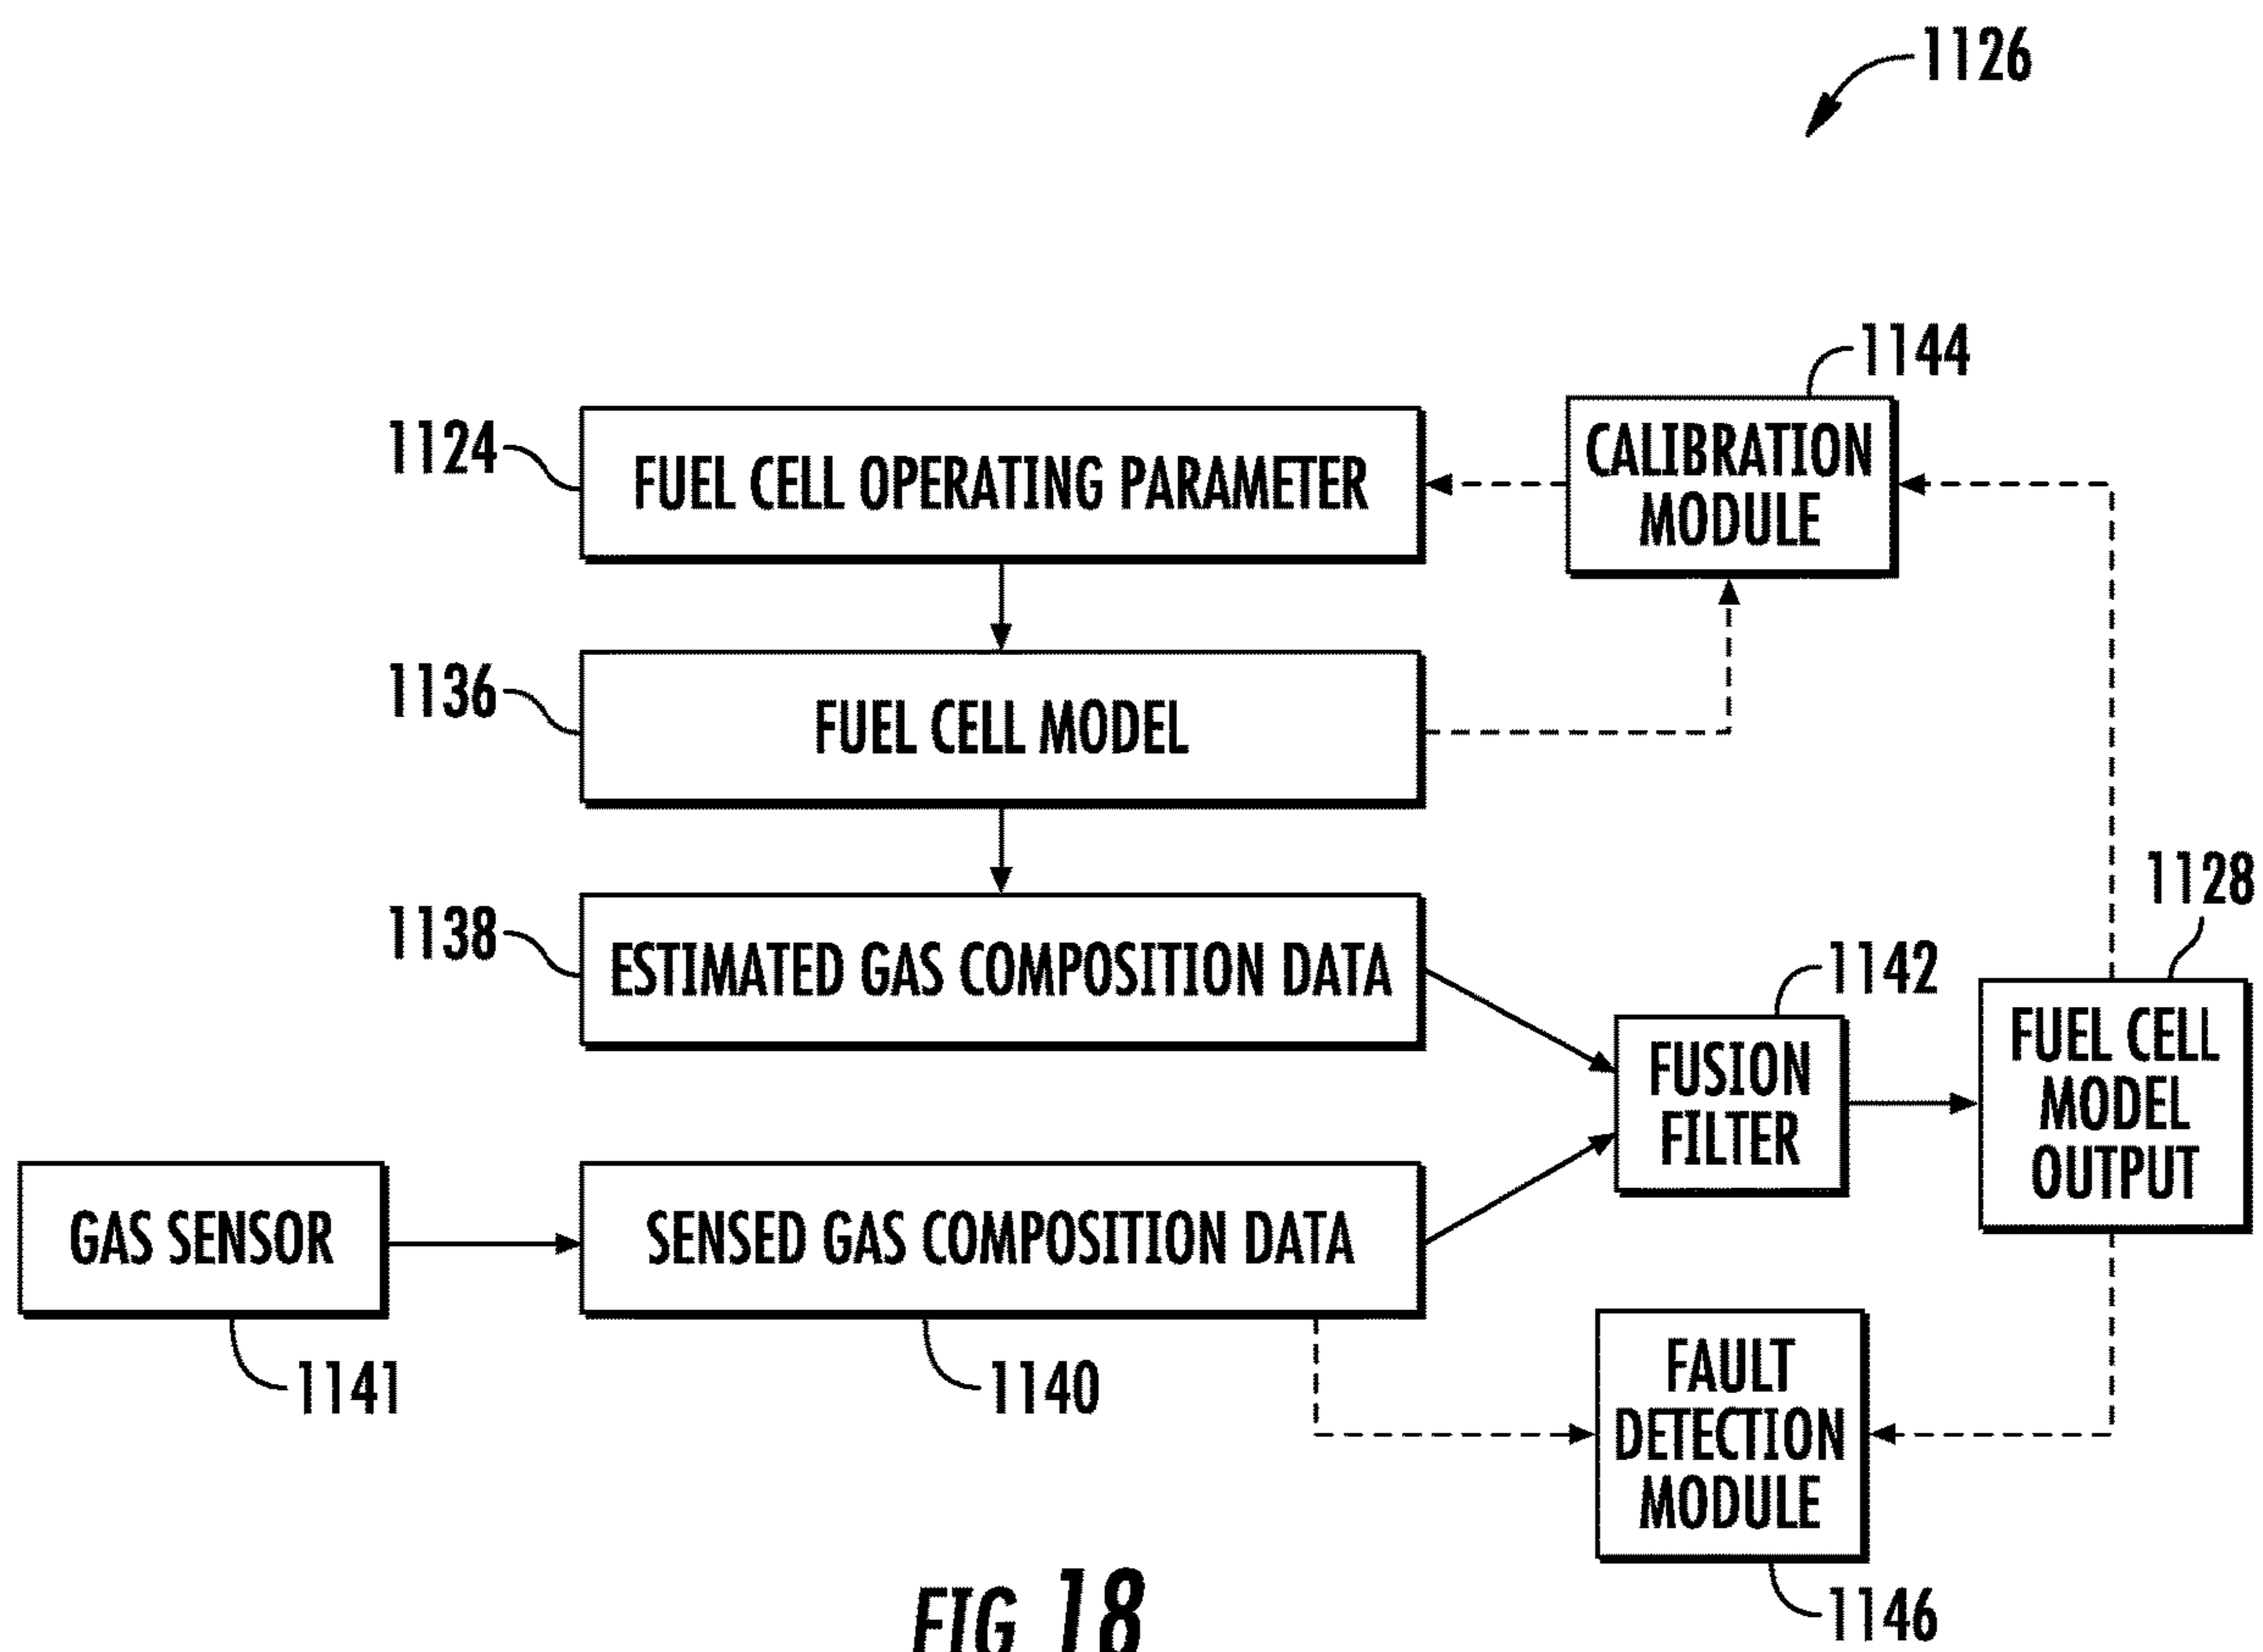 1126
1144
1124
FUEL CELL OPERATING PARAMETER
CALIBRATION
MODULE
1136
FUEL CELL MODEL
1128
1138
ESTIMATED GAS COMPOSITION DATA
1142
FUSION
FILTER
FUEL CELL
MODEL
OUTPUT
GAS SENSOR
SENSED GAS COMPOSITION DATA
1141
1140
FAULT
DETECTION
MODULE
1146
FIG 18